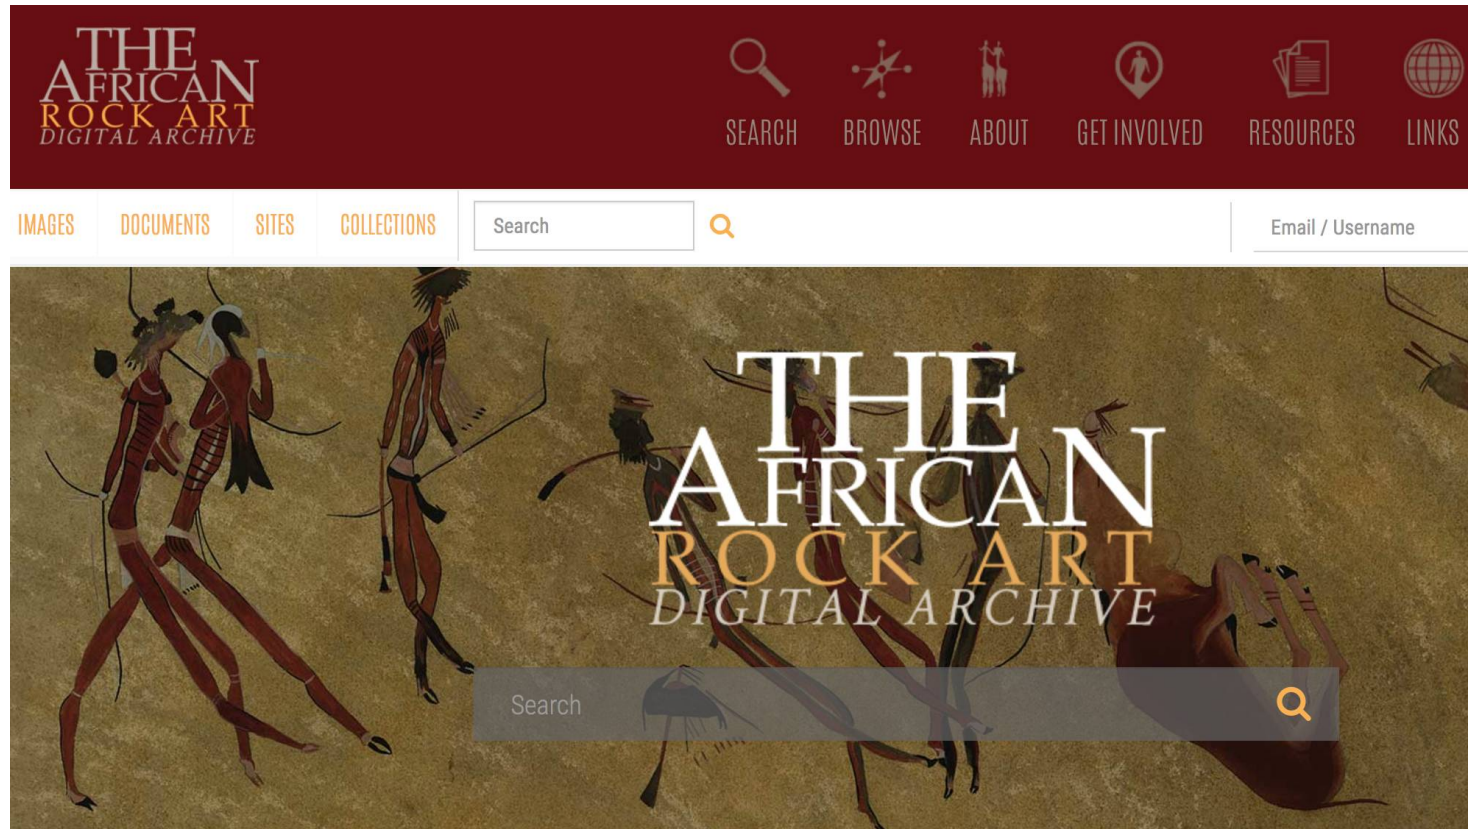 THE
AFRICAN
ROCK ART
DIGITAL ARCHIVE
SEARCH BROWSE ABOUT GET INVOLVED RESOURCES LINKS
IMAGES DOCUMENTS SITES COLLECTIONS Search Email / Username
THE
AFRICAN
ROCK ART
DIGITAL ARCHIVE
Search